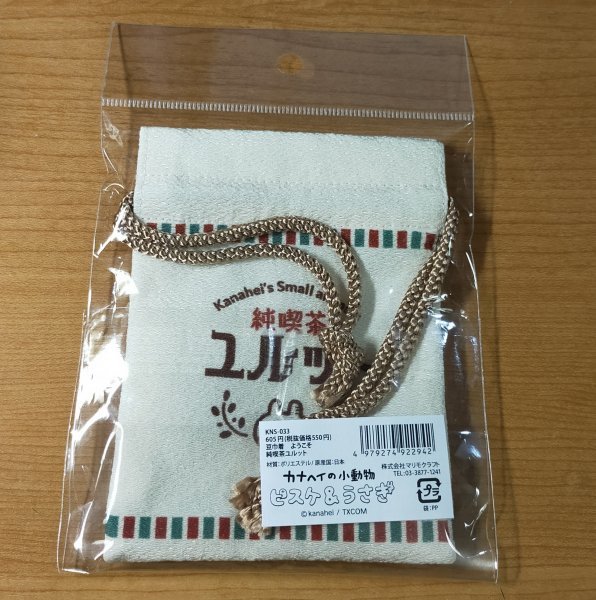 Kanahei's Small
純喫茶
ユルッ
KNS-033
605円(税抜価格550円)
豆巾着 ようこそ
純喫茶ユルット
材質:ポリエステル/原産国:日本
4 979274 922942
株式会社マリモクラフト
TEL:03-3877-1241
カナヘイの小動物
ピスケ&うさぎ
©kanahei / TXCOM
プラ
袋:PP